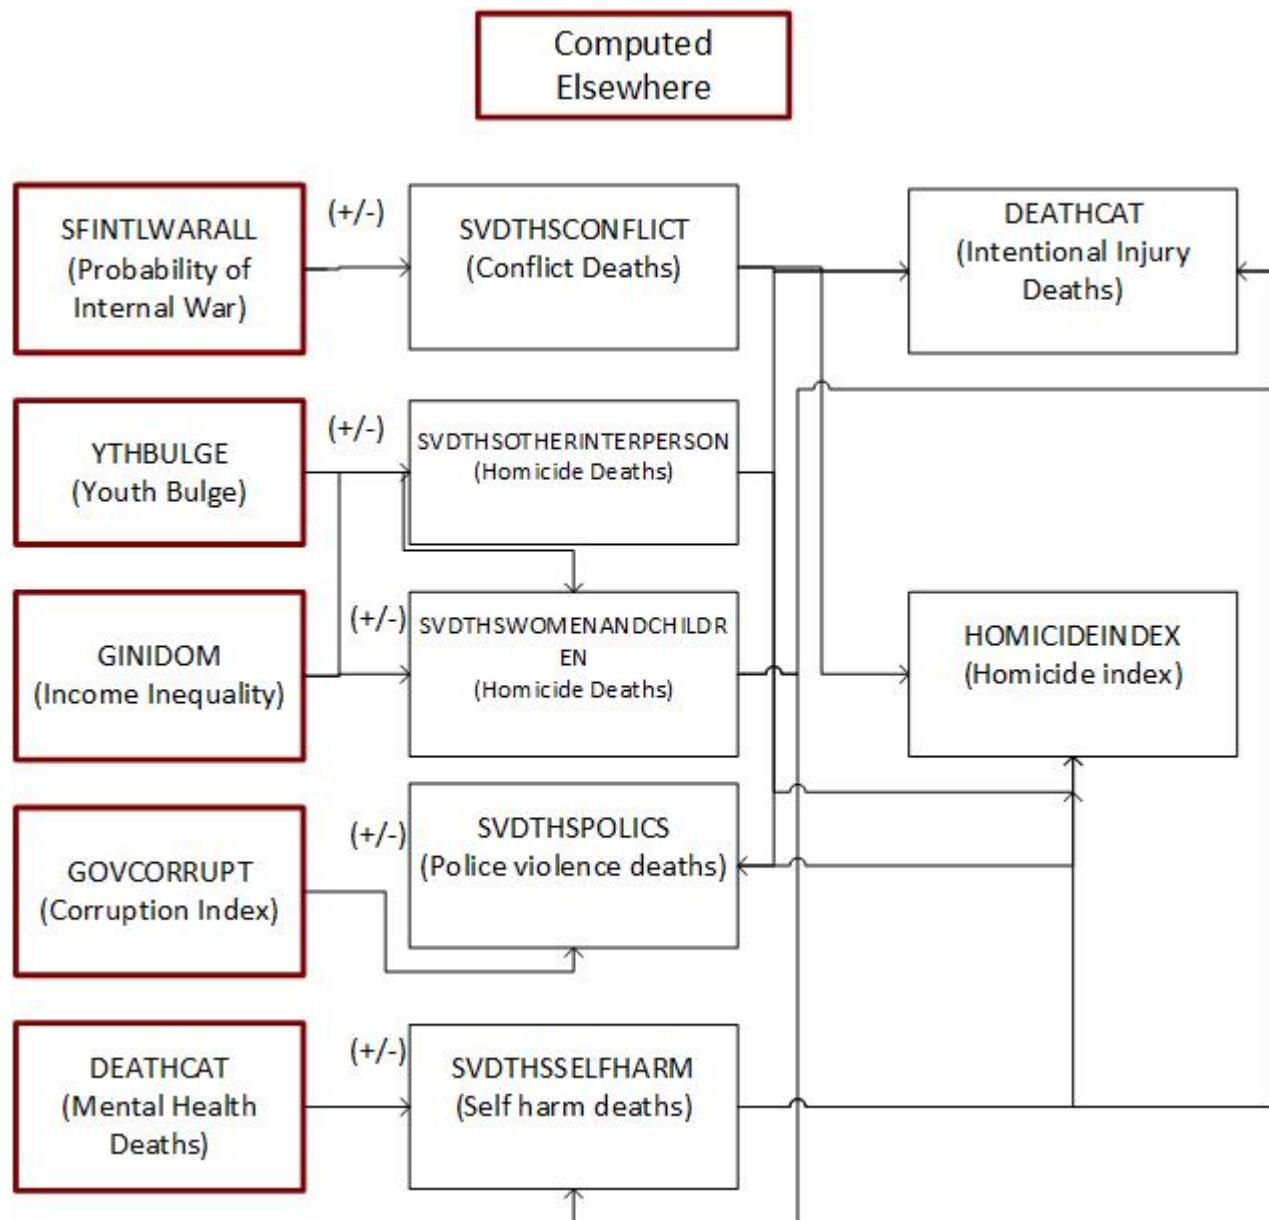 Computed
Elsewhere
SFINTLWARALL
(Probability of
Internal War)
(+/-)
SVDTHSCONFLICT
(Conflict Deaths)
DEATHCAT
(Intentional Injury
Deaths)
YTHBULGE
(Youth Bulge)
(+/-)
SVDTHSOTHERINTERPERSON
(Homicide Deaths)
GINIDOM
(Income Inequality)
(+/-)
SVDTHSWOMENANDCHILDR
EN
(Homicide Deaths)
HOMICIDEINDEX
(Homicide index)
GOVCORRUPT
(Corruption Index)
(+/-)
SVDTHSPOLICS
(Police violence deaths)
DEATHCAT
(Mental Health
Deaths)
(+/-)
SVDTHSSELFHARM
(Self harm deaths)